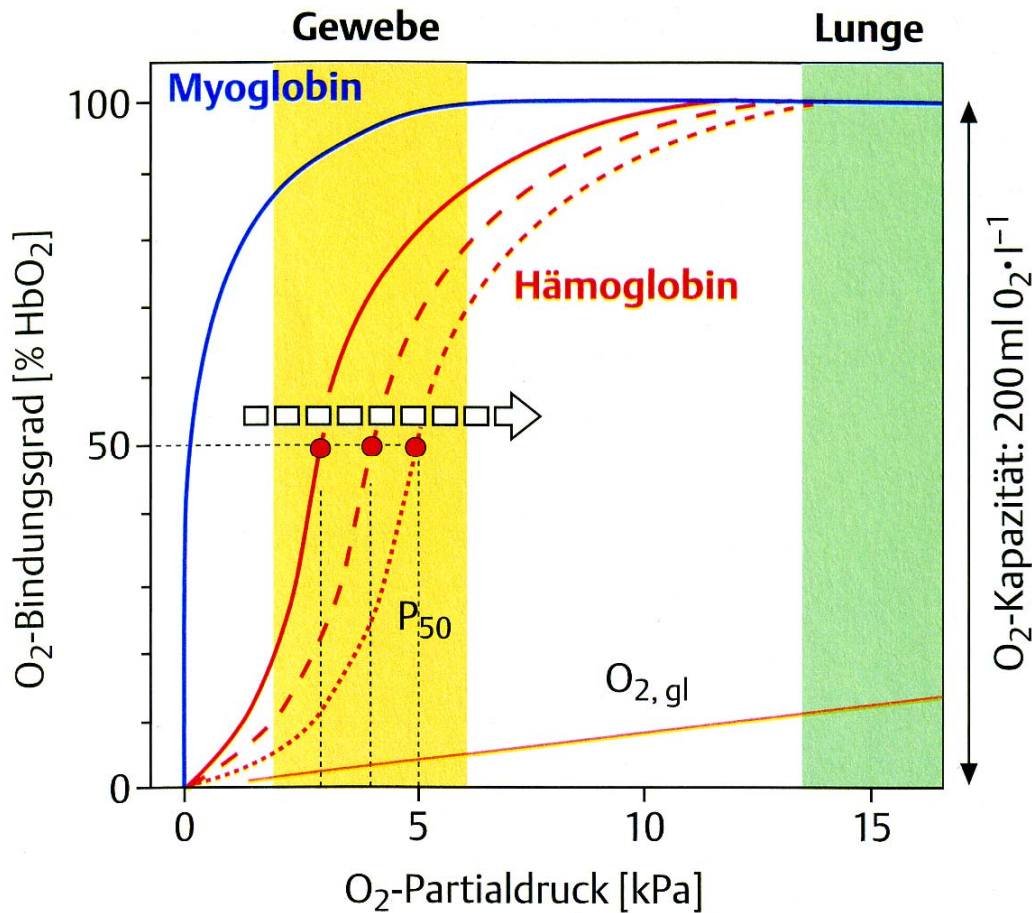 Gewebe
Lunge
Myoglobin
100
Hämoglobin
50
P₅₀
O₂, gl
0
0
5
10
15
O₂-Partialdruck [kPa]
O₂-Bindungsgrad [% HbO₂]
O₂-Kapazität: 200 ml O₂·l⁻¹